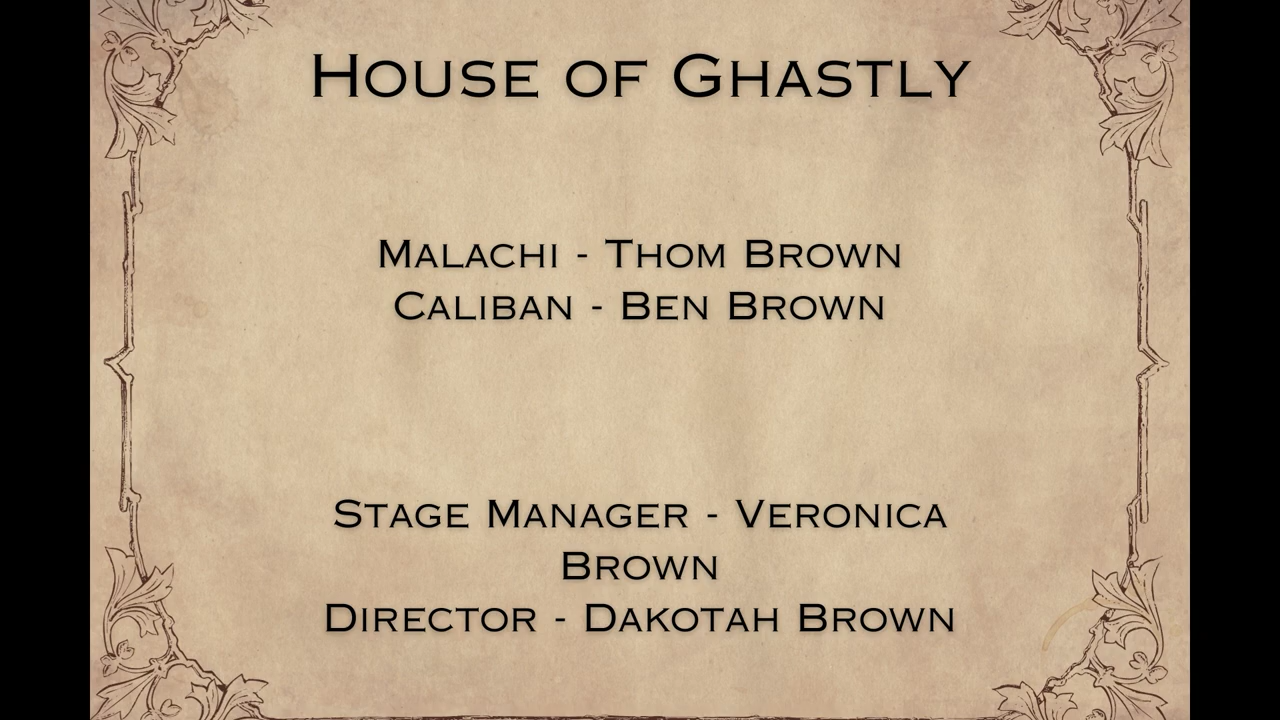 House of Ghastly
Malachi - Thom Brown
Caliban - Ben Brown
Stage Manager - Veronica
Brown
Director - Dakotah Brown